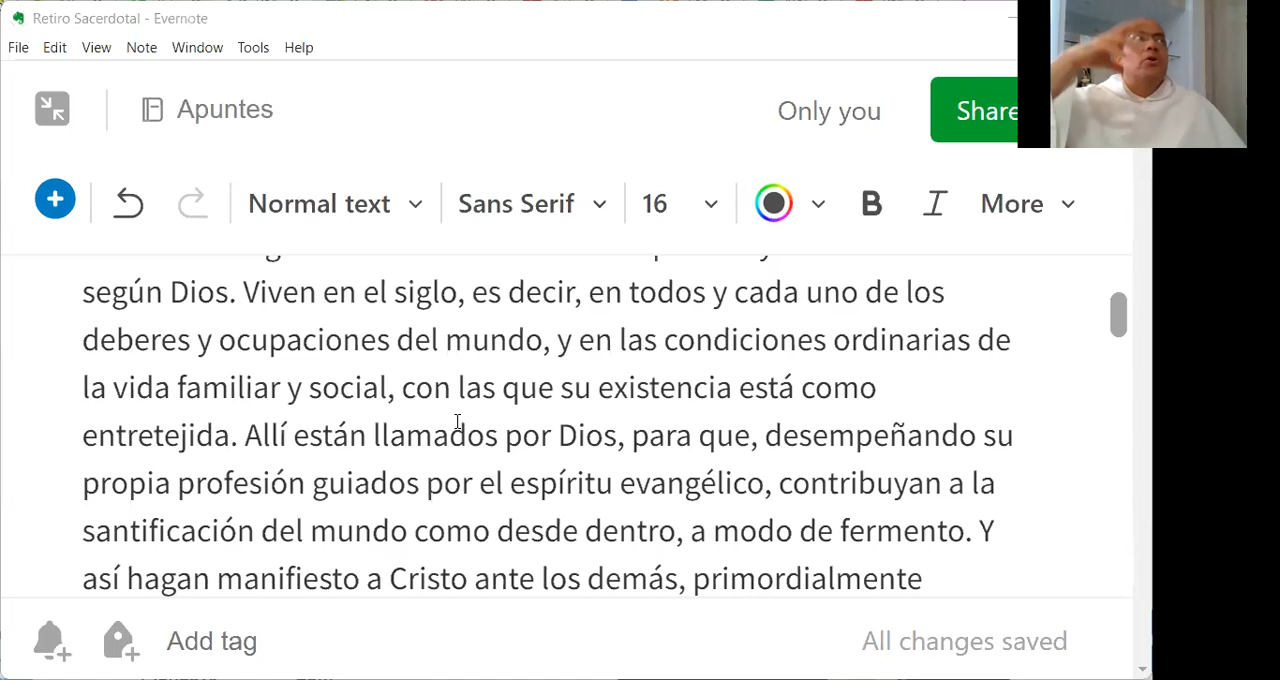 Retiro Sacerdotal - Evernote
File Edit View Note Window Tools Help
Apuntes Only you Share
Normal text Sans Serif 16 B I More
según Dios. Viven en el siglo, es decir, en todos y cada uno de los
deberes y ocupaciones del mundo, y en las condiciones ordinarias de
la vida familiar y social, con las que su existencia está como
entretejida. Allí están llamados por Dios, para que, desempeñando su
propia profesión guiados por el espíritu evangélico, contribuyan a la
santificación del mundo como desde dentro, a modo de fermento. Y
así hagan manifiesto a Cristo ante los demás, primordialmente
Add tag All changes saved